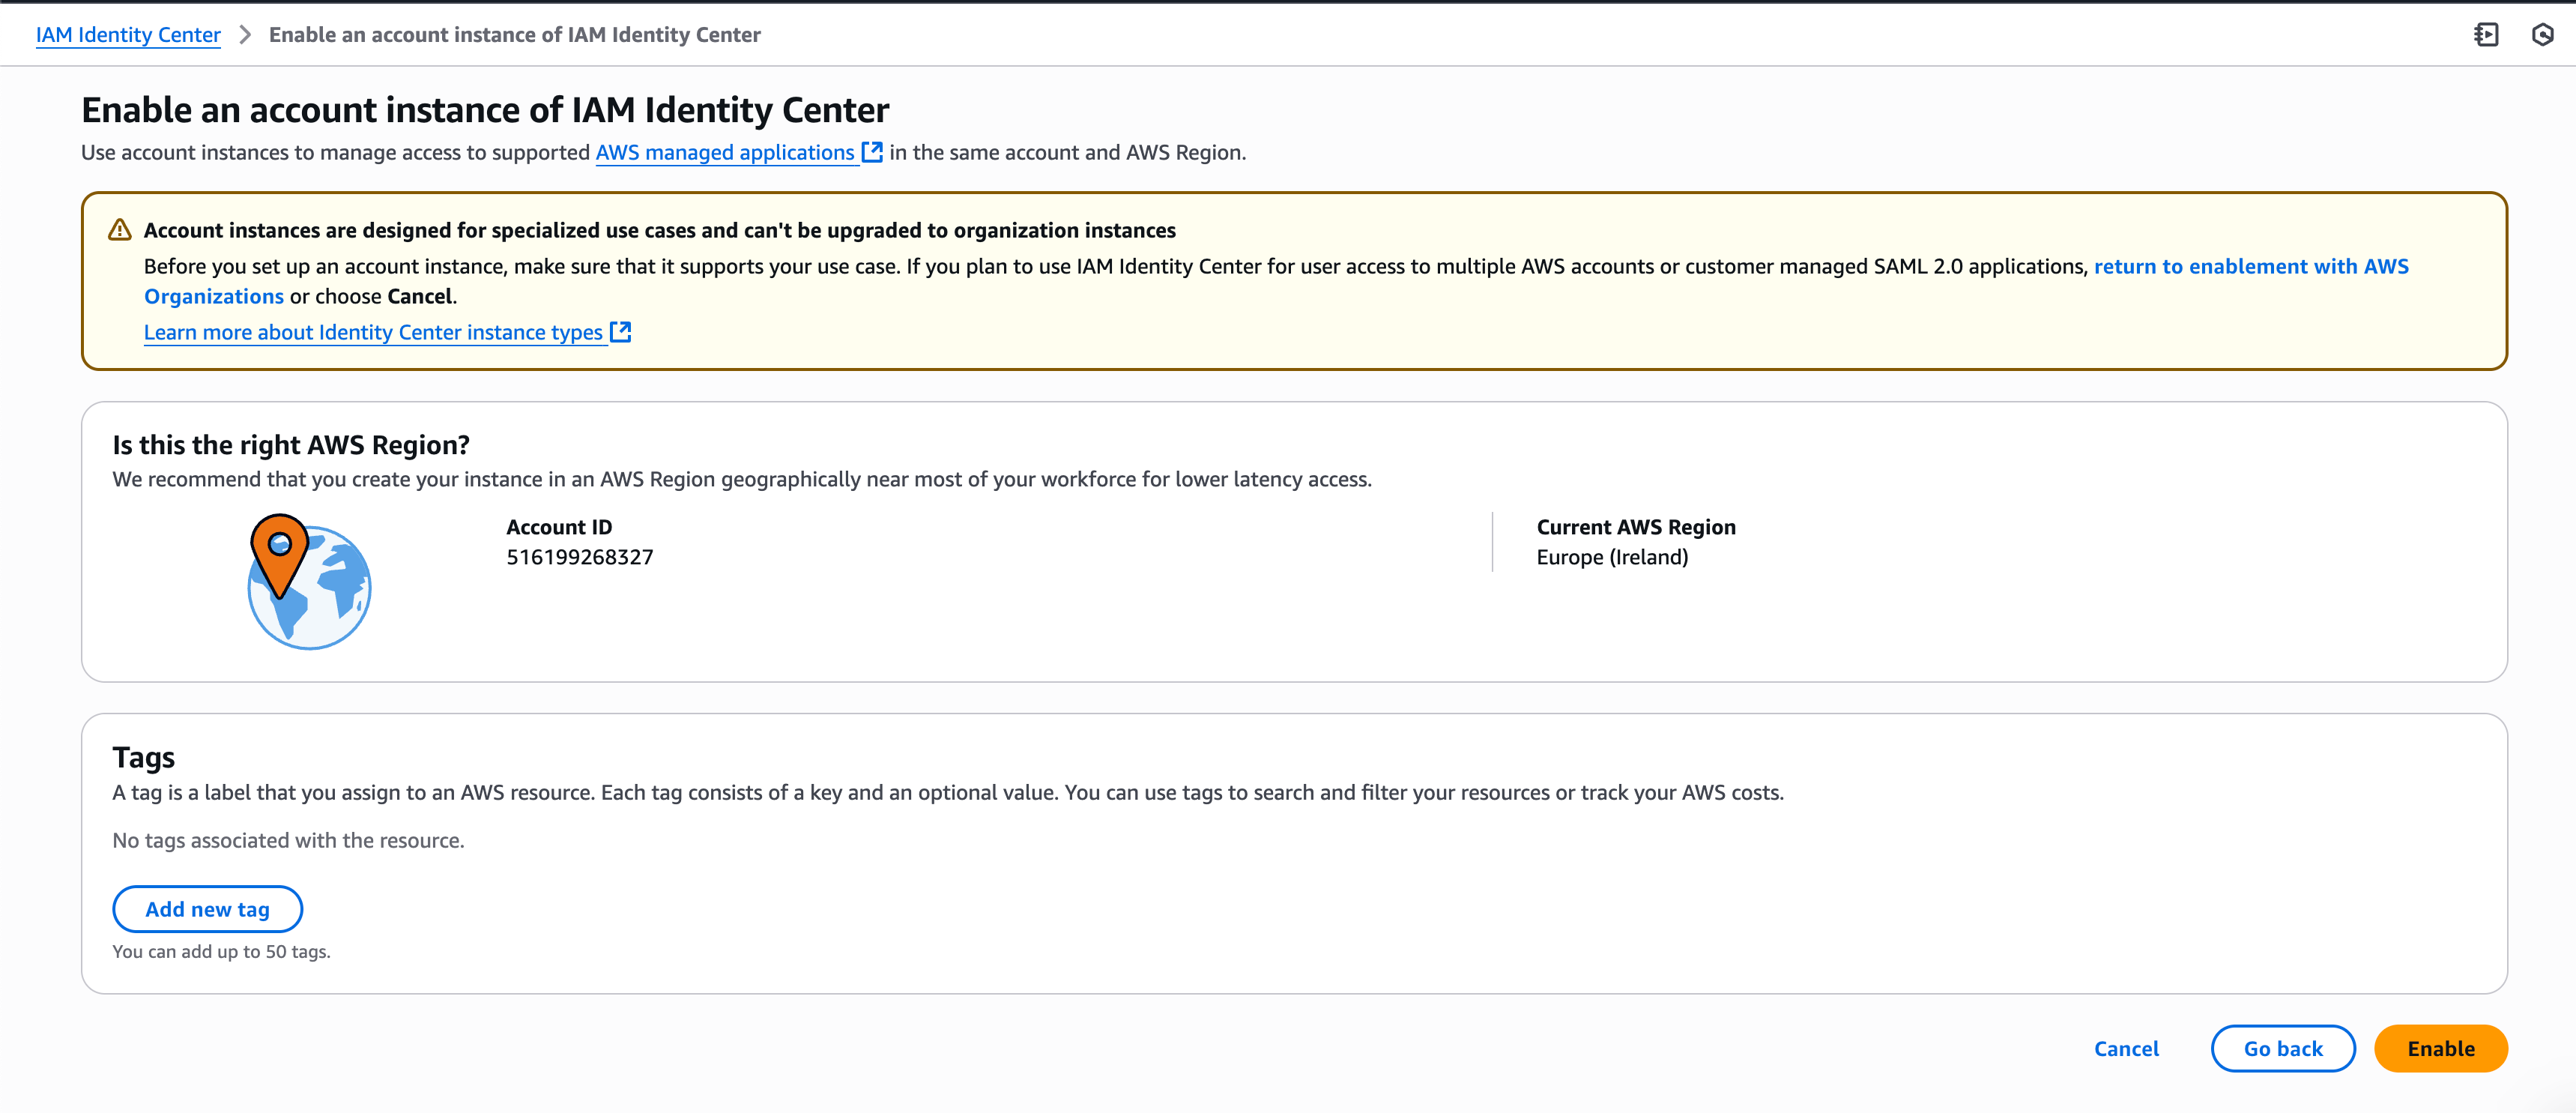 IAM Identity Center > Enable an account instance of IAM Identity Center
Enable an account instance of IAM Identity Center
Use account instances to manage access to supported AWS managed applications in the same account and AWS Region.
Account instances are designed for specialized use cases and can't be upgraded to organization instances
Before you set up an account instance, make sure that it supports your use case. If you plan to use IAM Identity Center for user access to multiple AWS accounts or customer managed SAML 2.0 applications, return to enablement with AWS
Organizations or choose Cancel.
Learn more about Identity Center instance types
Is this the right AWS Region?
We recommend that you create your instance in an AWS Region geographically near most of your workforce for lower latency access.
Account ID
516199268327
Current AWS Region
Europe (Ireland)
Tags
A tag is a label that you assign to an AWS resource. Each tag consists of a key and an optional value. You can use tags to search and filter your resources or track your AWS costs.
No tags associated with the resource.
Add new tag
You can add up to 50 tags.
Cancel
Go back
Enable